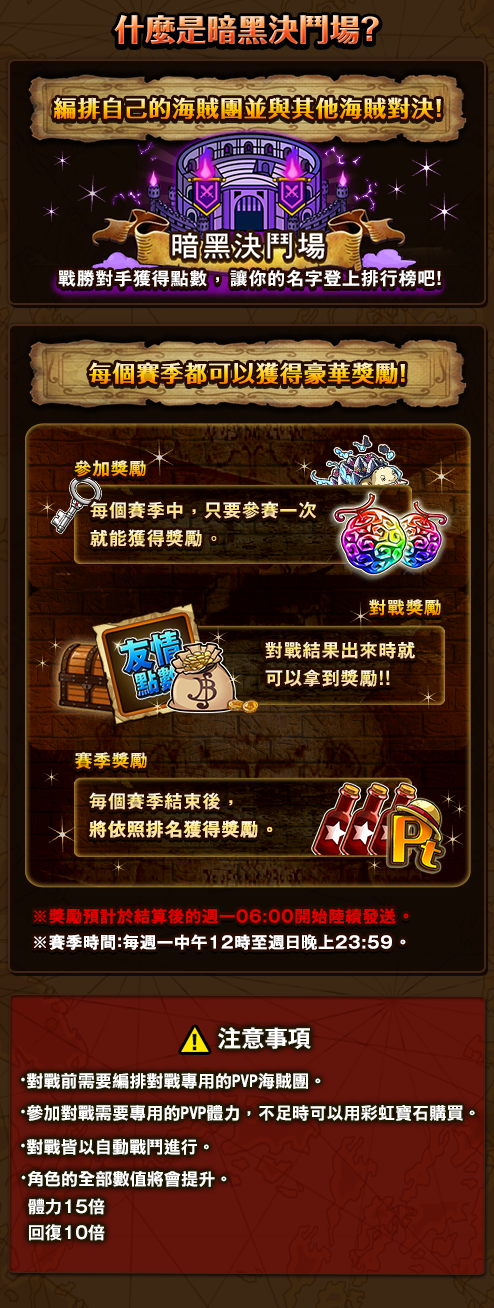 什麼是暗黑決鬥場?
編排自己的海賊團並與其他海賊對決!
暗黑決鬥場
戰勝對手獲得點數，讓你的名字登上排行榜吧!
每個賽季都可以獲得豪華獎勵!
參加獎勵
每個賽季中，只要參賽一次
就能獲得獎勵。
對戰獎勵
友情
點數
對戰結果出來時就
可以拿到獎勵!!
賽季獎勵
每個賽季結束後，
將依照排名獲得獎勵。
Pt
※獎勵預計於結算後的週一06:00開始陸續發送。
※賽季時間:每週一中午12時至週日晚上23:59。
注意事項
·對戰前需要編排對戰專用的PVP海賊團。
·參加對戰需要專用的PVP體力，不足時可以用彩虹寶石購買。
·對戰皆以自動戰鬥進行。
·角色的全部數值將會提升。
體力15倍
回復10倍